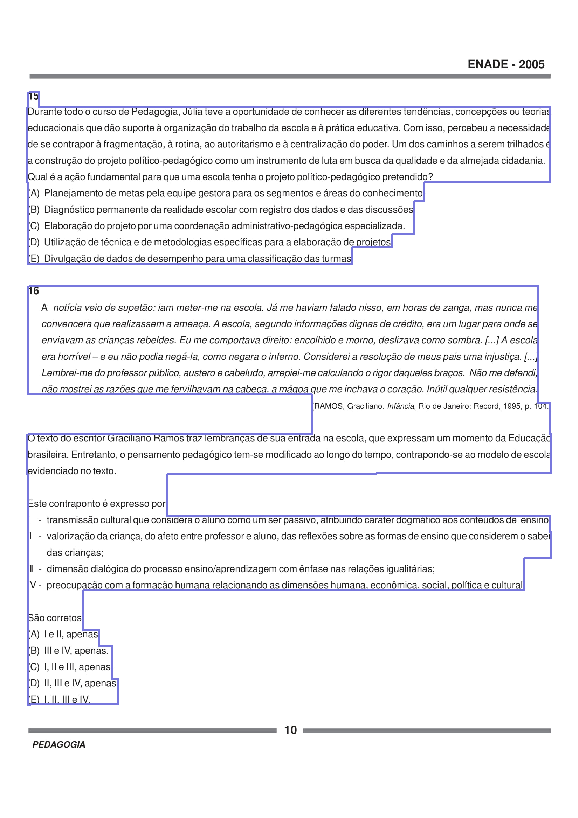 ENADE - 2005
15
Durante todo o curso de Pedagogia, Júlia teve a oportunidade de conhecer as diferentes tendências, concepções ou teorias
educacionais que dão suporte à organização do trabalho da escola e à prática educativa. Com isso, percebeu a necessidade
de se contrapor à fragmentação, à rotina, ao autoritarismo e à centralização do poder. Um dos caminhos a serem trilhados é
a construção do projeto político-pedagógico como um instrumento de luta em busca da qualidade e da almejada cidadania.
Qual é a ação fundamental para que uma escola tenha o projeto político-pedagógico pretendido?
(A) Planejamento de metas pela equipe gestora para os segmentos e áreas do conhecimento.
(B) Diagnóstico permanente da realidade escolar com registro dos dados e das discussões.
(C) Elaboração do projeto por uma coordenação administrativo-pedagógica especializada.
(D) Utilização de técnica e de metodologias específicas para a elaboração de projetos.
(E) Divulgação de dados de desempenho para uma classificação das turmas.
16
A notícia veio de supetão: iam meter-me na escola. Já me haviam falado nisso, em horas de zanga, mas nunca me
convencera que realizassem a ameaça. A escola, segundo informações dignas de crédito, era um lugar para onde se
enviavam as crianças rebeldes. Eu me comportava direito: encolhido e morno, deslizava como sombra. [...] A escola
era horrível – e eu não podia negá-la, como negara o inferno. Considerei a resolução de meus pais uma injustiça. [...]
Lembrei-me do professor público, austero e cabeludo, arrepiei-me calculando o rigor daqueles braços. Não me defendi,
não mostrei as razões que me fervilhavam na cabeça, a mágoa que me inchava o coração. Inútil qualquer resistência.
RAMOS, Graciliano. Infância, Rio de Janeiro: Record, 1995, p. 104.
O texto do escritor Graciliano Ramos traz lembranças de sua entrada na escola, que expressam um momento da Educação
brasileira. Entretanto, o pensamento pedagógico tem-se modificado ao longo do tempo, contrapondo-se ao modelo de escola
evidenciado no texto.
Este contraponto é expresso por:
I - transmissão cultural que considera o aluno como um ser passivo, atribuindo caráter dogmático aos conteúdos de ensino;
II - valorização da criança, do afeto entre professor e aluno, das reflexões sobre as formas de ensino que considerem o saber
das crianças;
III - dimensão dialógica do processo ensino/aprendizagem com ênfase nas relações igualitárias;
IV - preocupação com a formação humana relacionando as dimensões humana, econômica, social, política e cultural.
São corretos:
(A) I e II, apenas.
(B) III e IV, apenas.
(C) I, II e III, apenas.
(D) II, III e IV, apenas.
(E) I, II, III e IV.
10
PEDAGOGIA